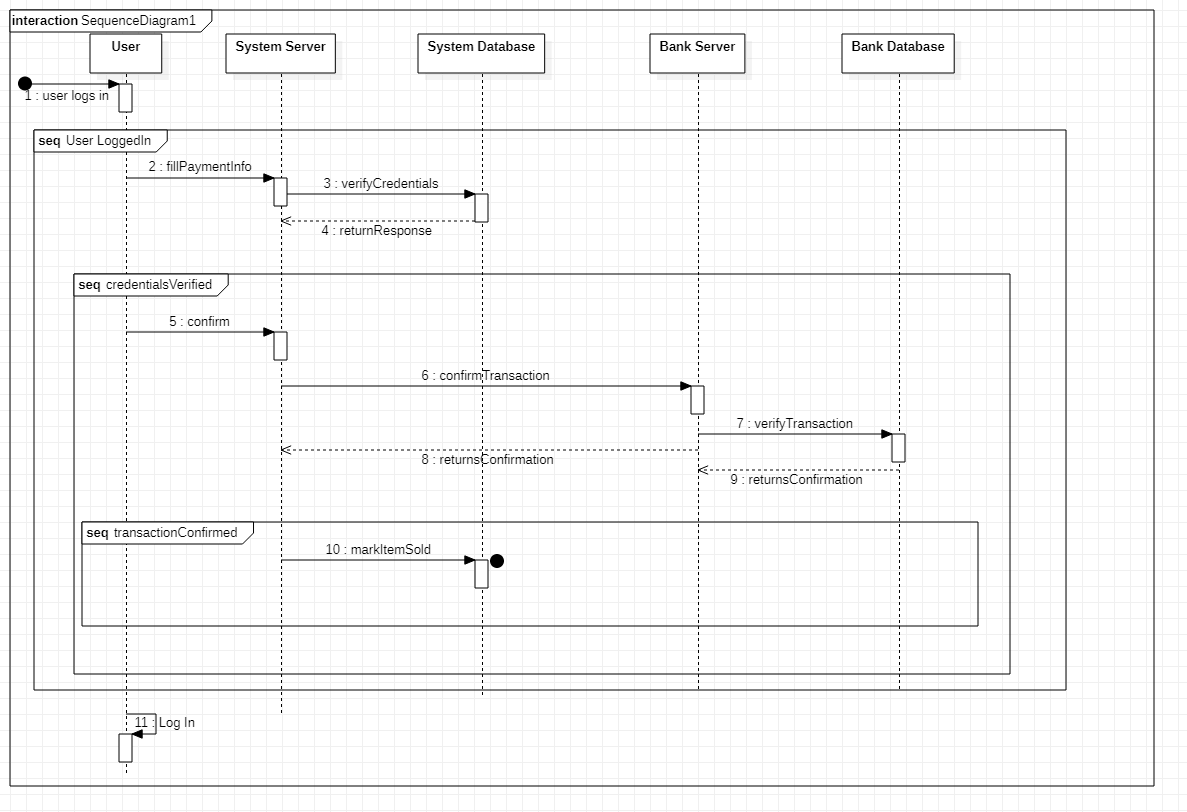 interaction SequenceDiagram1
User
System Server
System Database
Bank Server
Bank Database
1 : user logs in
seq User LoggedIn
2 : fillPaymentInfo
3 : verifyCredentials
4 : returnResponse
seq credentialsVerified
5 : confirm
6 : confirmTransaction
7 : verifyTransaction
8 : returnsConfirmation
9 : returnsConfirmation
seq transactionConfirmed
10 : markItemSold
11 : Log In